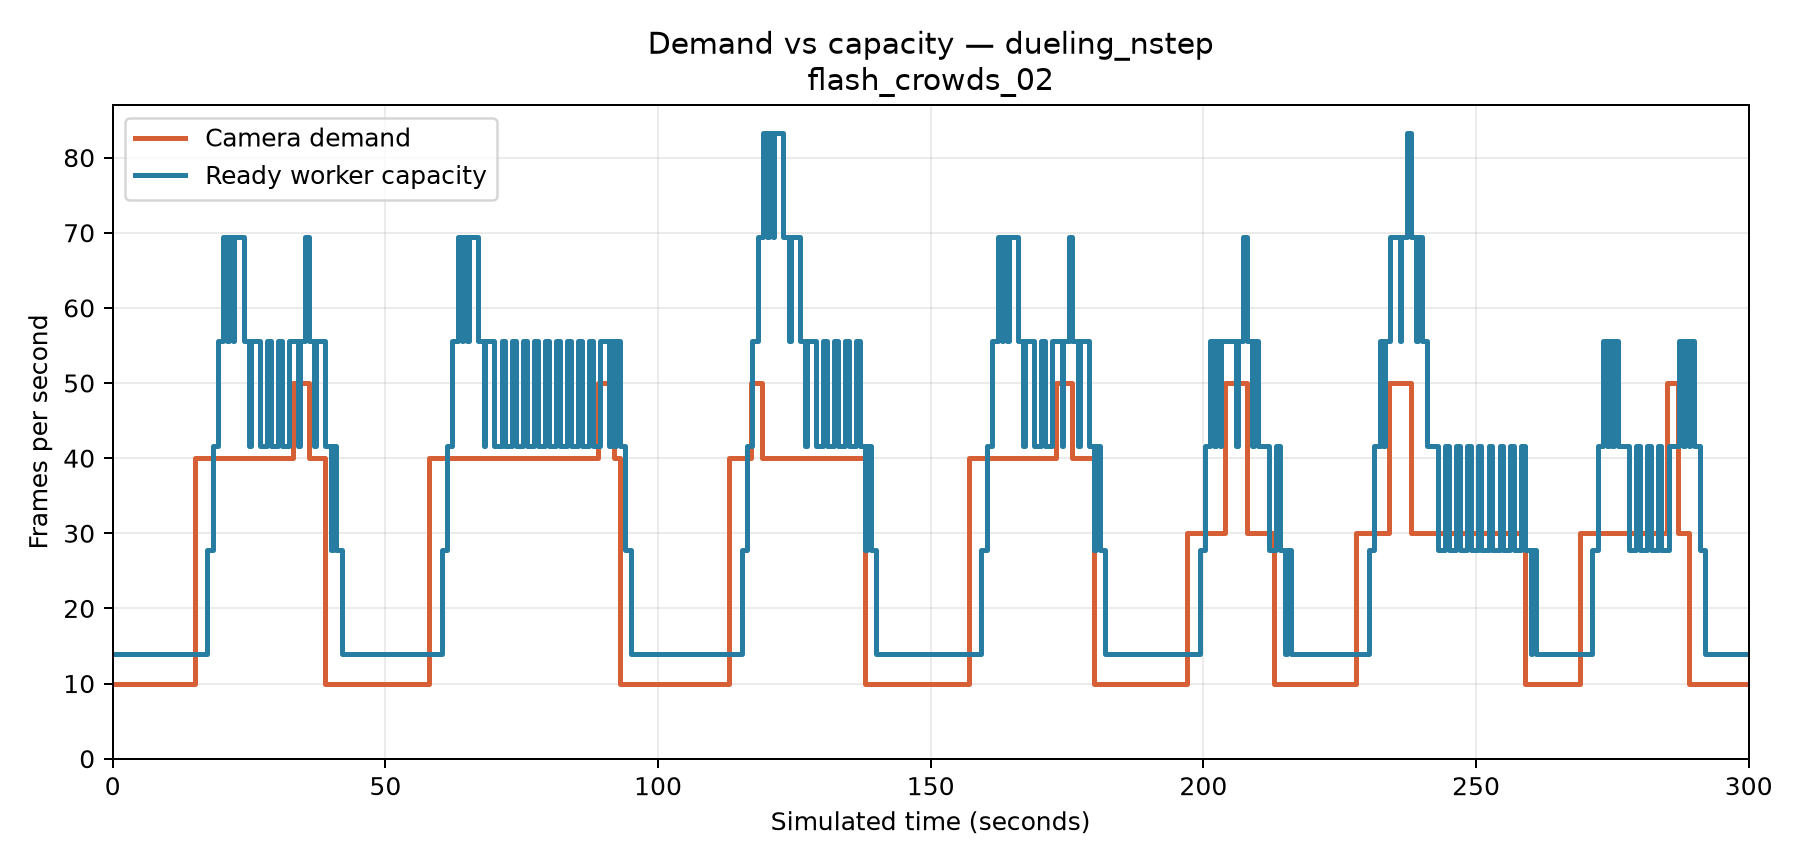 Demand vs capacity — dueling_nstep
flash_crowds_02
Camera demand
Ready worker capacity
Frames per second
80
70
60
50
40
30
20
10
0
0 50 100 150 200 250 300
Simulated time (seconds)